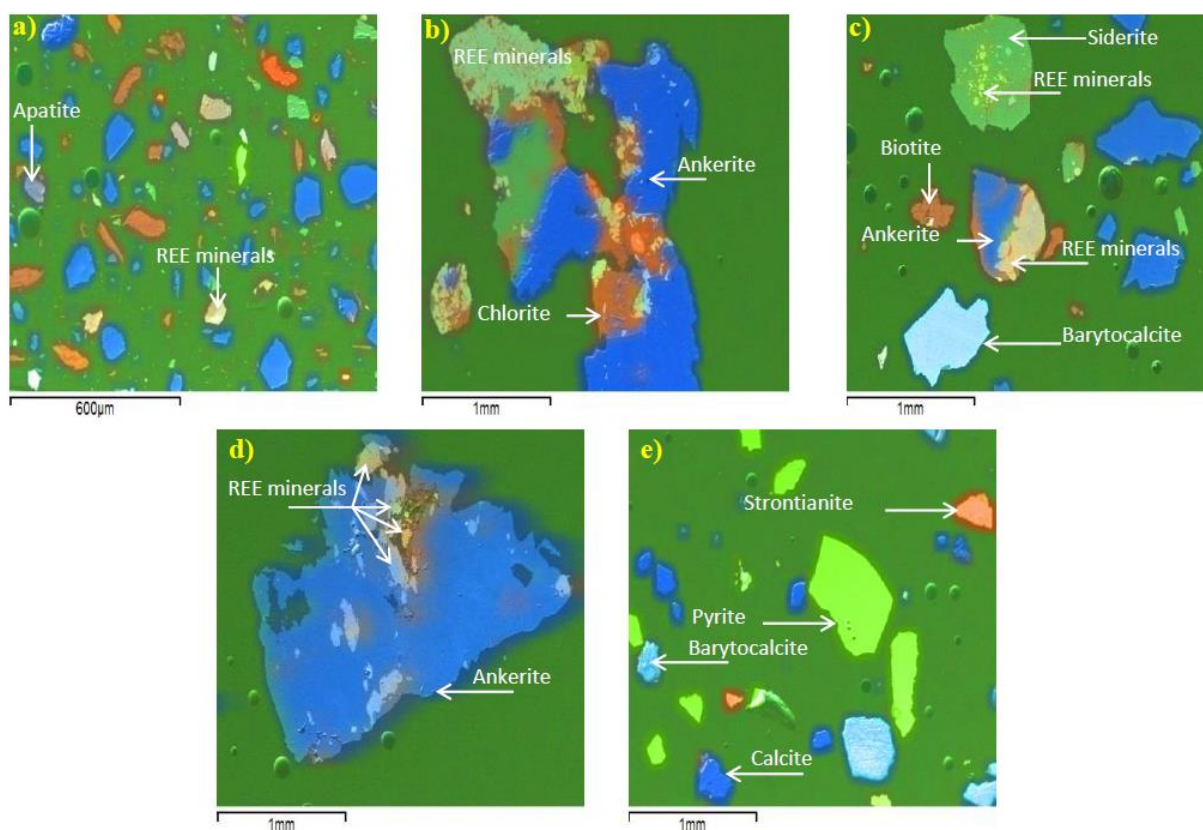 a)
Apatite
REE minerals
600µm
b)
REE minerals
Ankerite
Chlorite
1mm
c)
Siderite
REE minerals
Biotite
Ankerite
REE minerals
Barytocalcite
1mm
d)
REE minerals
Ankerite
1mm
e)
Strontianite
Pyrite
Barytocalcite
Calcite
1mm